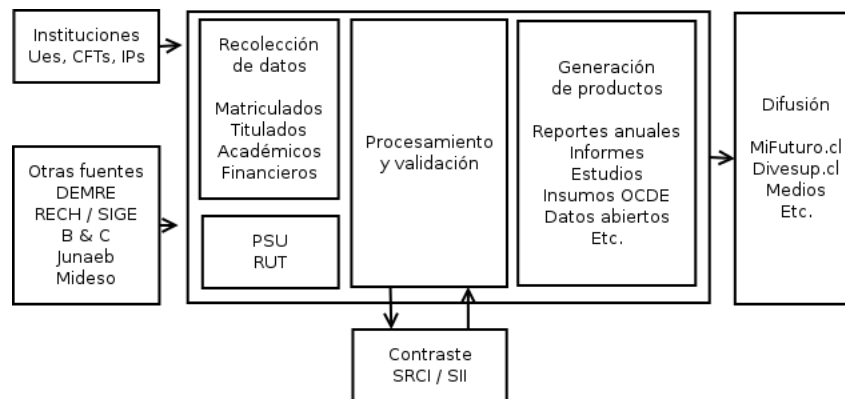 Instituciones
Ues, CFTs, IPs
Otras fuentes
DEMRE
RECH / SIGE
B & C
Junaeb
Mideso
Recolección
de datos
Matriculados
Titulados
Académicos
Financieros
PSU
RUT
Procesamiento
y validación
Contraste
SRCI / SII
Generación
de productos
Reportes anuales
Informes
Estudios
Insumos OCDE
Datos abiertos
Etc.
Difusión
MiFuturo.cl
Divesup.cl
Medios
Etc.